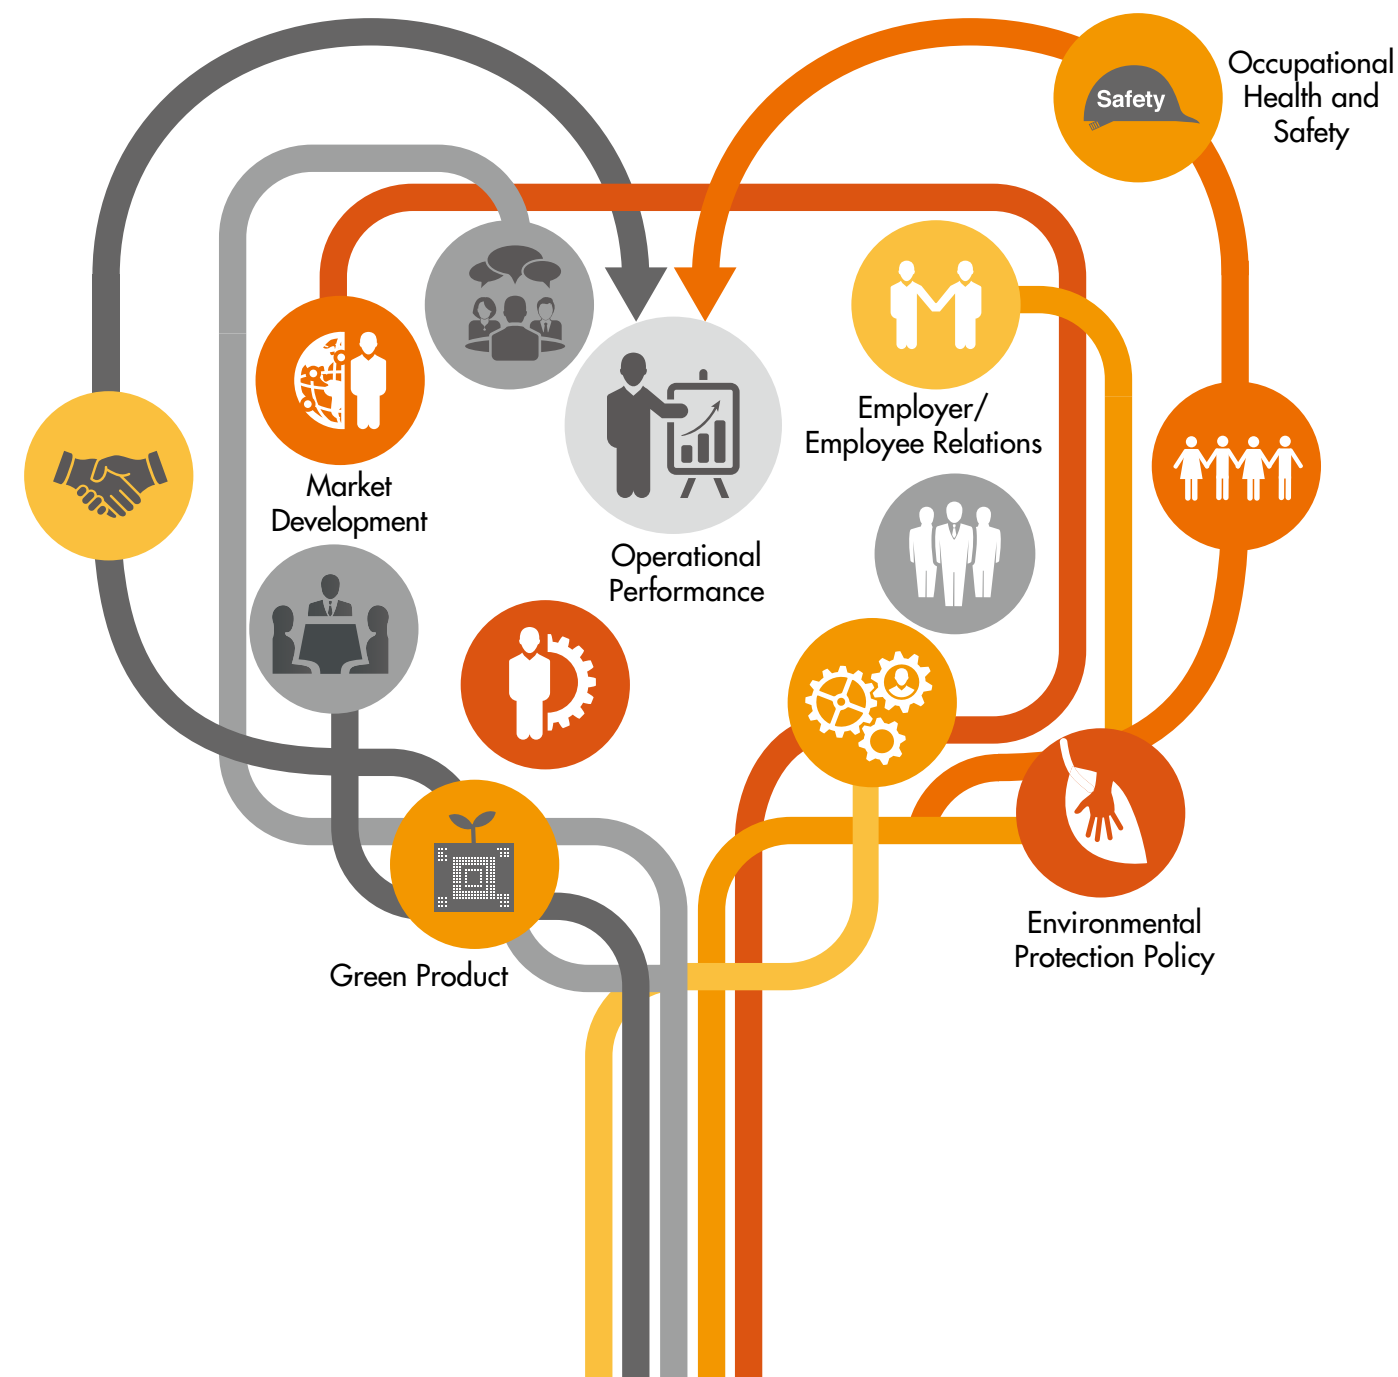 Occupational
Health and
Safety
Safety
Employer/
Employee Relations
Market
Development
Operational
Performance
Environmental
Protection Policy
Green Product